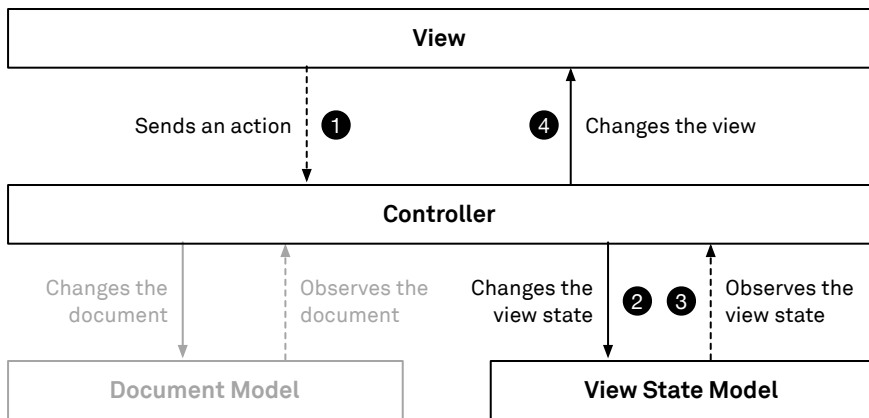 View
Sends an action 1
4 Changes the view
Controller
Changes the
document
Observes the
document
Changes the
view state
2 3
Observes the
view state
Document Model
View State Model